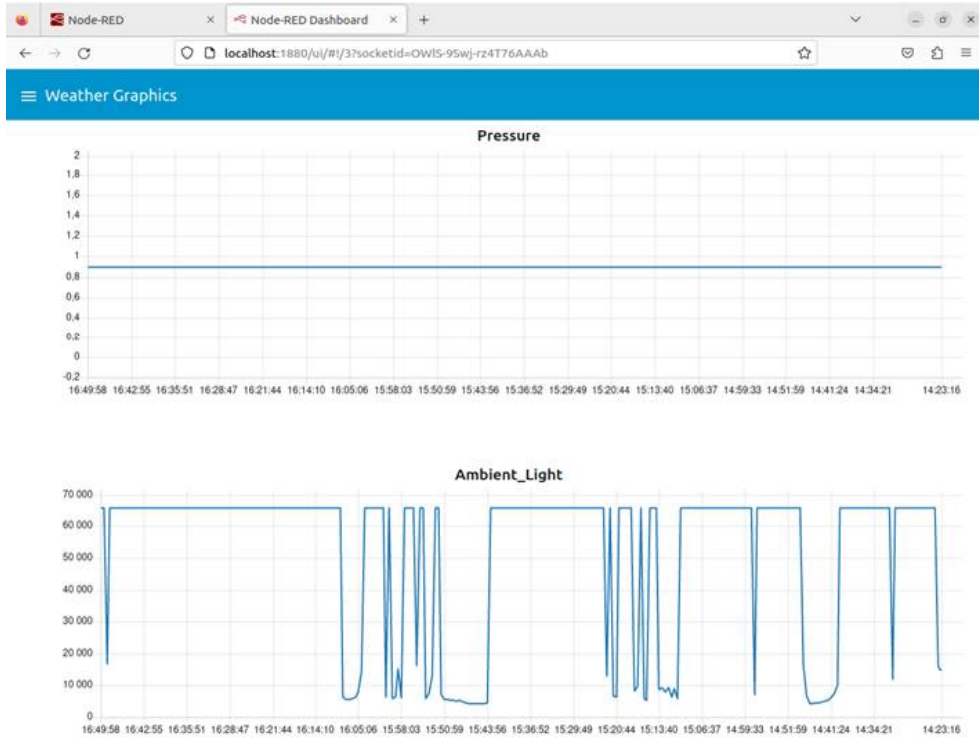 Node-RED × Node-RED Dashboard × +
localhost:1880/ui/#!/3?socketid=OWlS-9Swj-rz4T76AAAb
Weather Graphics
Pressure
2
1,8
1,6
1,4
1,2
1
0,8
0,6
0,4
0,2
0
-0,2
16:49:58 16:42:55 16:35:51 16:28:47 16:21:44 16:14:10 16:05:06 15:58:03 15:50:59 15:43:56 15:36:52 15:29:49 15:20:44 15:13:40 15:06:37 14:59:33 14:51:59 14:41:24 14:34:21 14:23:16
Ambient_Light
70 000
60 000
50 000
40 000
30 000
20 000
10 000
0
16:49:58 16:42:55 16:35:51 16:28:47 16:21:44 16:14:10 16:05:06 15:58:03 15:50:59 15:43:56 15:36:52 15:29:49 15:20:44 15:13:40 15:06:37 14:59:33 14:51:59 14:41:24 14:34:21 14:23:16